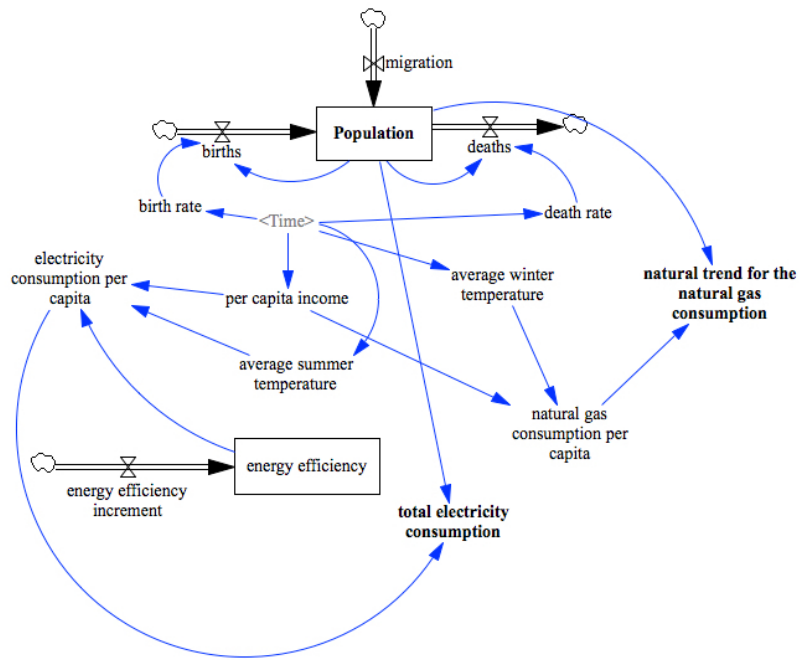 migration
Population
births
deaths
birth rate
<Time>
death rate
electricity
consumption per
capita
per capita income
average winter
temperature
natural trend for the
natural gas
consumption
average summer
temperature
natural gas
consumption per
capita
energy efficiency
energy efficiency
increment
total electricity
consumption